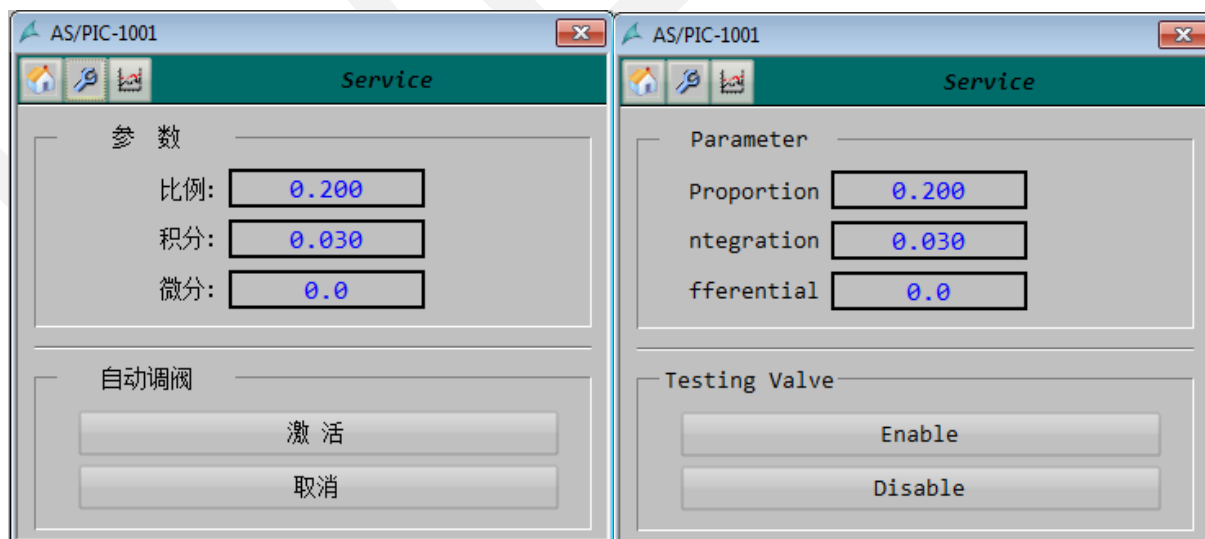 AS/PIC-1001
Service
参 数
比例: 0.200
积分: 0.030
微分: 0.0
自动调阀
激 活
取消
AS/PIC-1001
Service
Parameter
Proportion 0.200
ntegration 0.030
fferential 0.0
Testing Valve
Enable
Disable